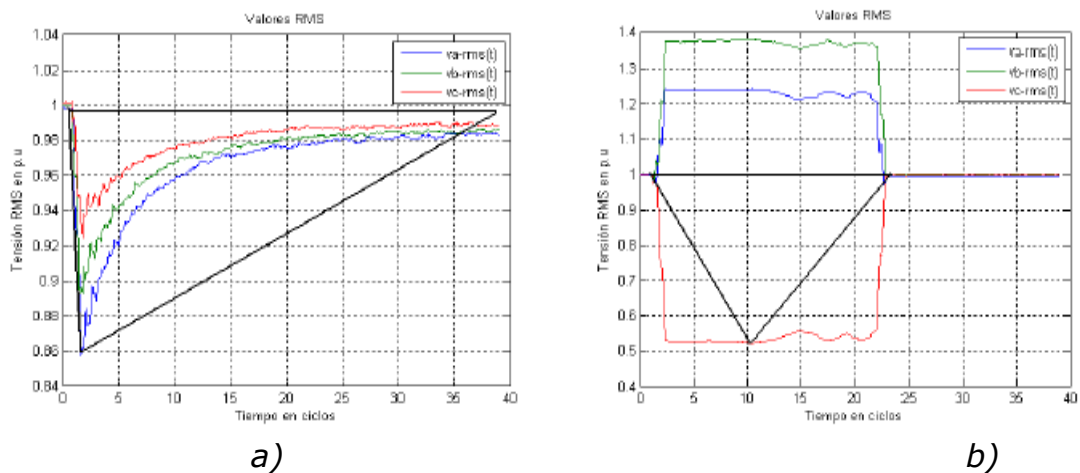 Valores RMS
1.04
1.02
1
0.98
0.96
0.94
0.92
0.9
0.88
0.86
0.84
0
5
10
15
20
25
30
35
40
Tensión RMS en p.u
Tiempo en ciclos
va-rms(t)
vb-rms(t)
vc-rms(t)
a)
Valores RMS
1.4
1.3
1.2
1.1
1
0.9
0.8
0.7
0.6
0.5
0.4
0
5
10
15
20
25
30
35
40
Tensión RMS en p.u
Tiempo en ciclos
va-rms(t)
vb-rms(t)
vc-rms(t)
b)